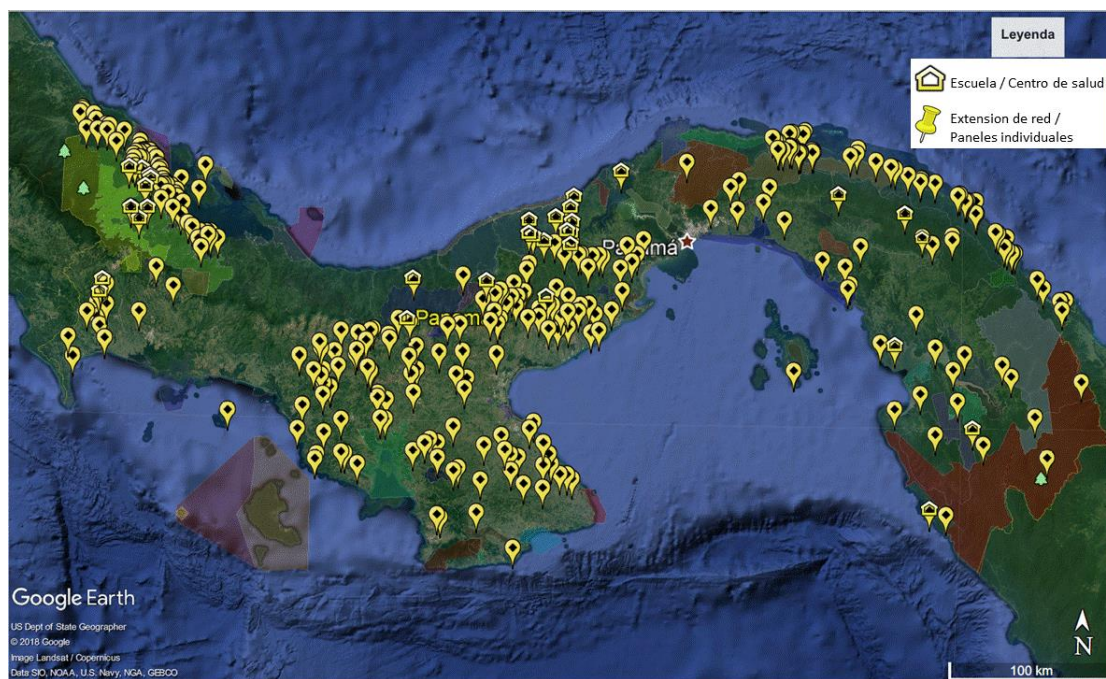 Leyenda
Escuela / Centro de salud
Extension de red /
Paneles individuales
Panamá
Google Earth
US Dept of State Geographer
© 2018 Google
Image Landsat / Copernicus
Data SIO, NOAA, U.S. Navy, NGA, GEBCO
N
100 km